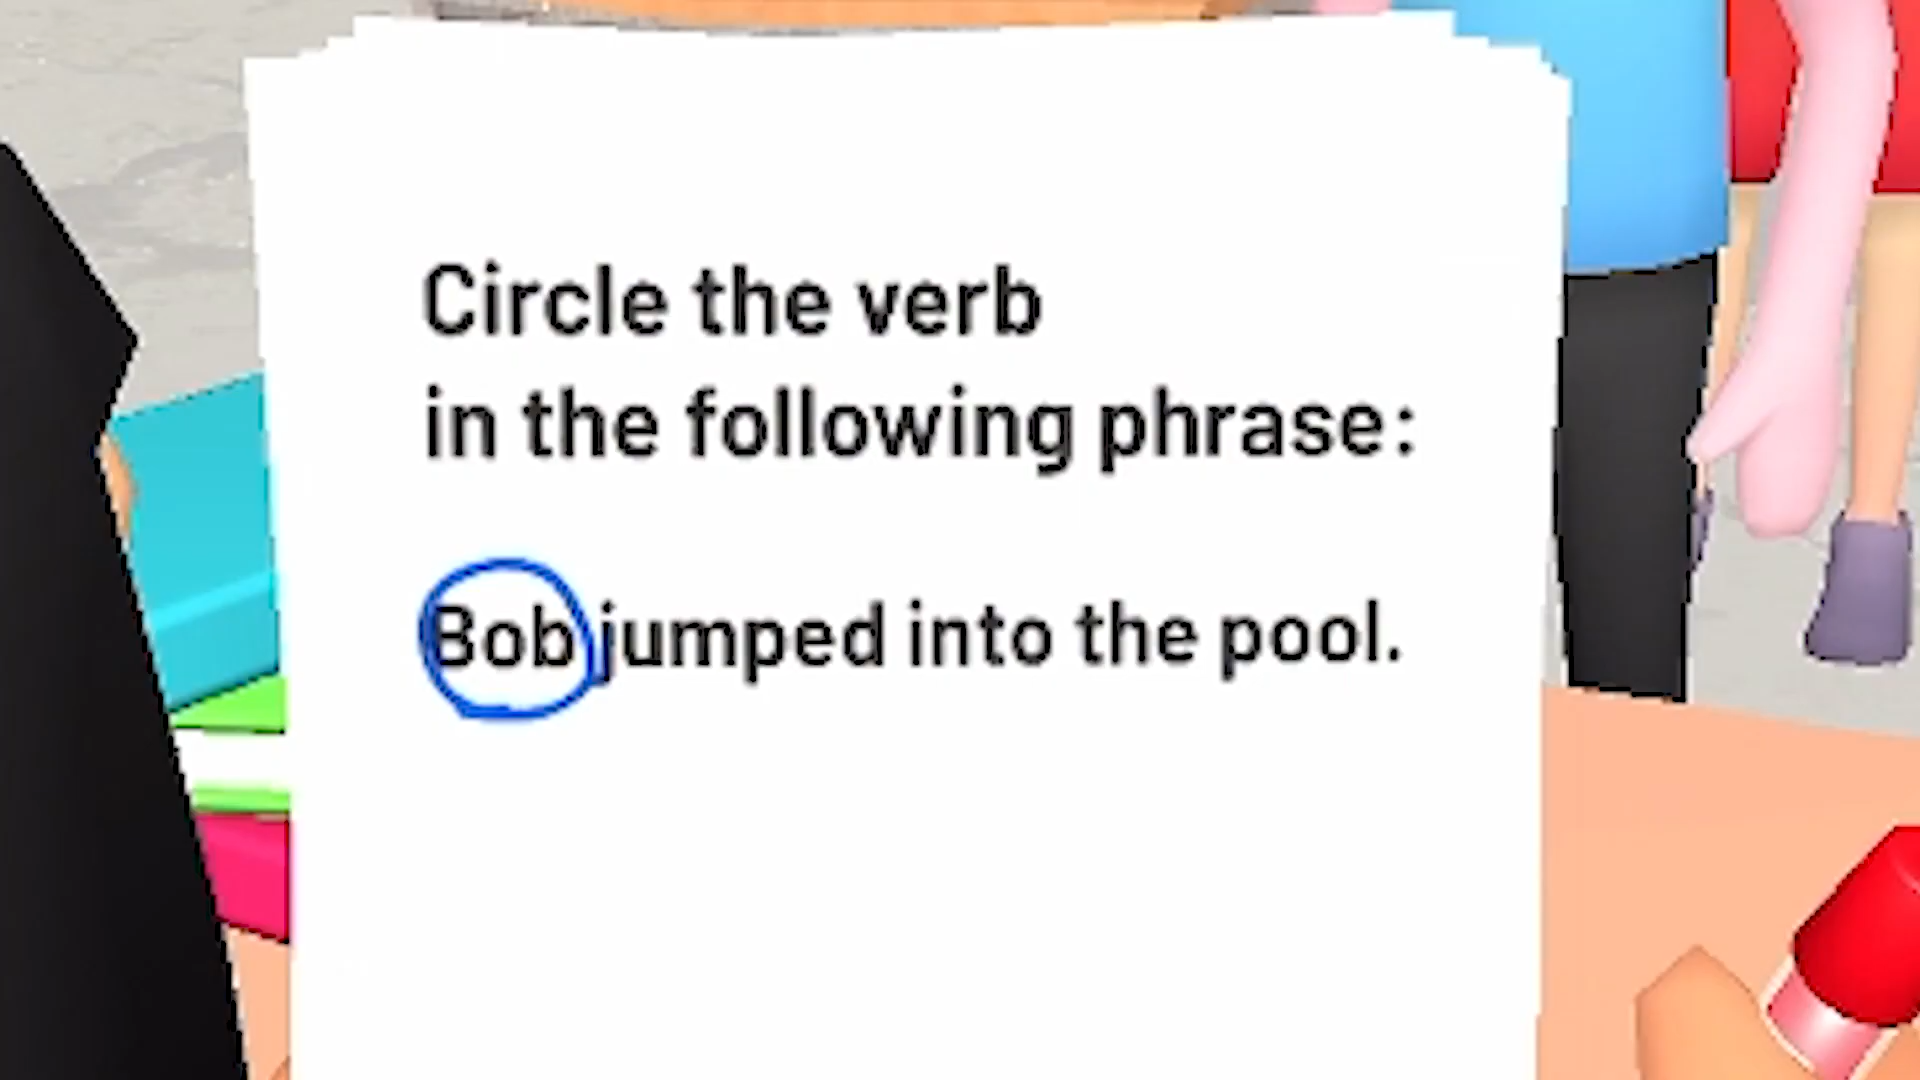 Circle the verb
in the following phrase:
Bob jumped into the pool.